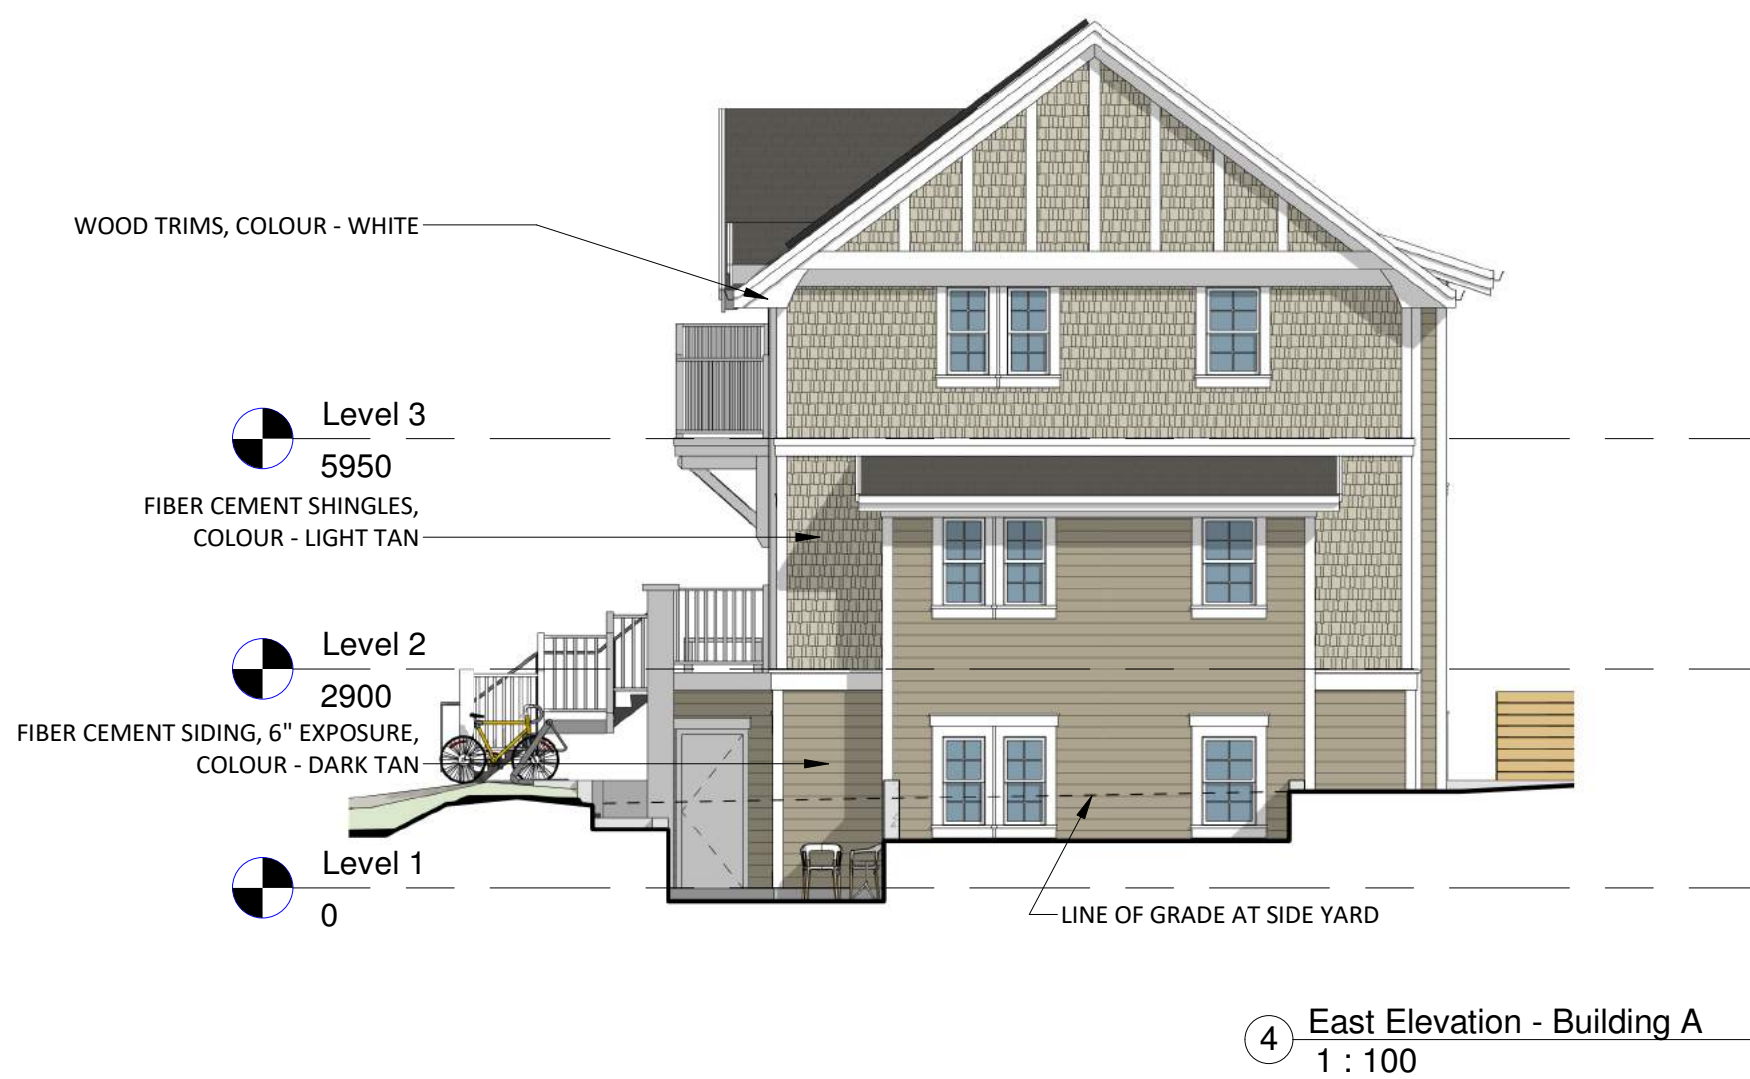 WOOD TRIMS, COLOUR - WHITE
Level 3
5950
FIBER CEMENT SHINGLES,
COLOUR - LIGHT TAN
Level 2
2900
FIBER CEMENT SIDING, 6" EXPOSURE,
COLOUR - DARK TAN
Level 1
0
LINE OF GRADE AT SIDE YARD
4
East Elevation - Building A
1 : 100